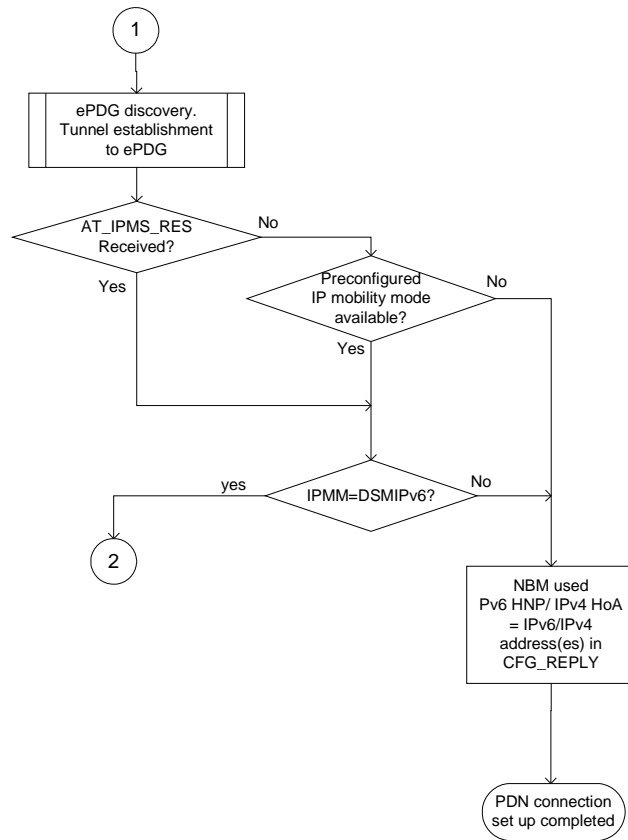 1
ePDG discovery.
Tunnel establishment
to ePDG
AT_IPMS_RES
Received?
No
Yes
Preconfigured
IP mobility mode
available?
No
Yes
IPMM=DSMIPv6?
yes
No
2
NBM used
Pv6 HNP/ IPv4 HoA
= IPv6/IPv4
address(es) in
CFG_REPLY
PDN connection
set up completed